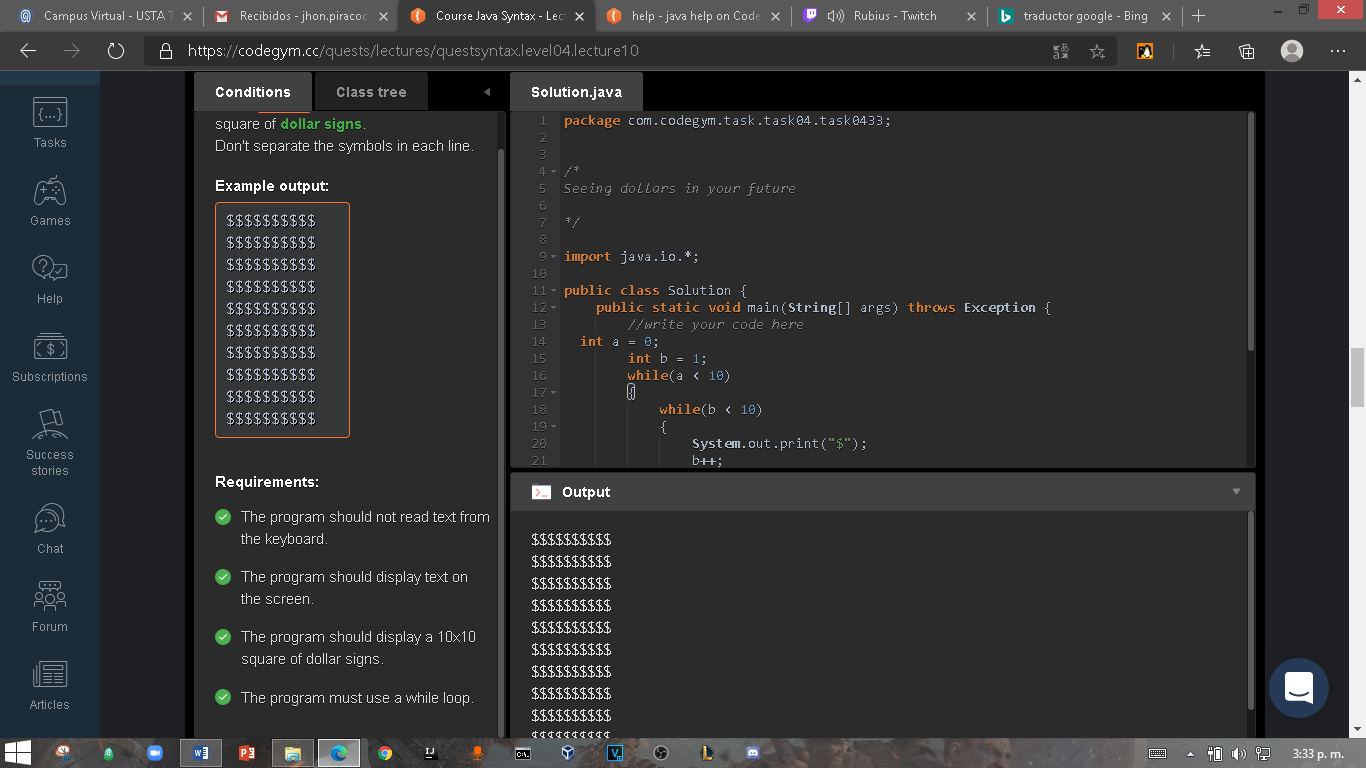 Campus Virtual - USTA T
Recibidos - jhon.piracoc
Course Java Syntax - Lec
help - java help on Code
Rubius - Twitch
traductor google - Bing
https://codegym.cc/quests/lectures/questsyntax.level04.lecture10
Tasks
Games
Help
Subscriptions
Success
stories
Chat
Forum
Articles
Conditions
Class tree
square of dollar signs.
Don't separate the symbols in each line.
Example output:
$$$$$$$$$$
$$$$$$$$$$
$$$$$$$$$$
$$$$$$$$$$
$$$$$$$$$$
$$$$$$$$$$
$$$$$$$$$$
$$$$$$$$$$
$$$$$$$$$$
$$$$$$$$$$
Requirements:
The program should not read text from
the keyboard.
The program should display text on
the screen.
The program should display a 10x10
square of dollar signs.
The program must use a while loop.
Solution.java
1 package com.codegym.task.task04.task0433;
2
3
4 /*
5 Seeing dollars in your future
6
7 */
8
9 import java.io.*;
10
11 public class Solution {
12 public static void main(String[] args) throws Exception {
13 //write your code here
14 int a = 0;
15 int b = 1;
16 while(a < 10)
17 {
18 while(b < 10)
19 {
20 System.out.print("$");
21 b++;
Output
$$$$$$$$$$
$$$$$$$$$$
$$$$$$$$$$
$$$$$$$$$$
$$$$$$$$$$
$$$$$$$$$$
$$$$$$$$$$
$$$$$$$$$$
$$$$$$$$$$
$$$$$$$$$$
3:33 p. m.